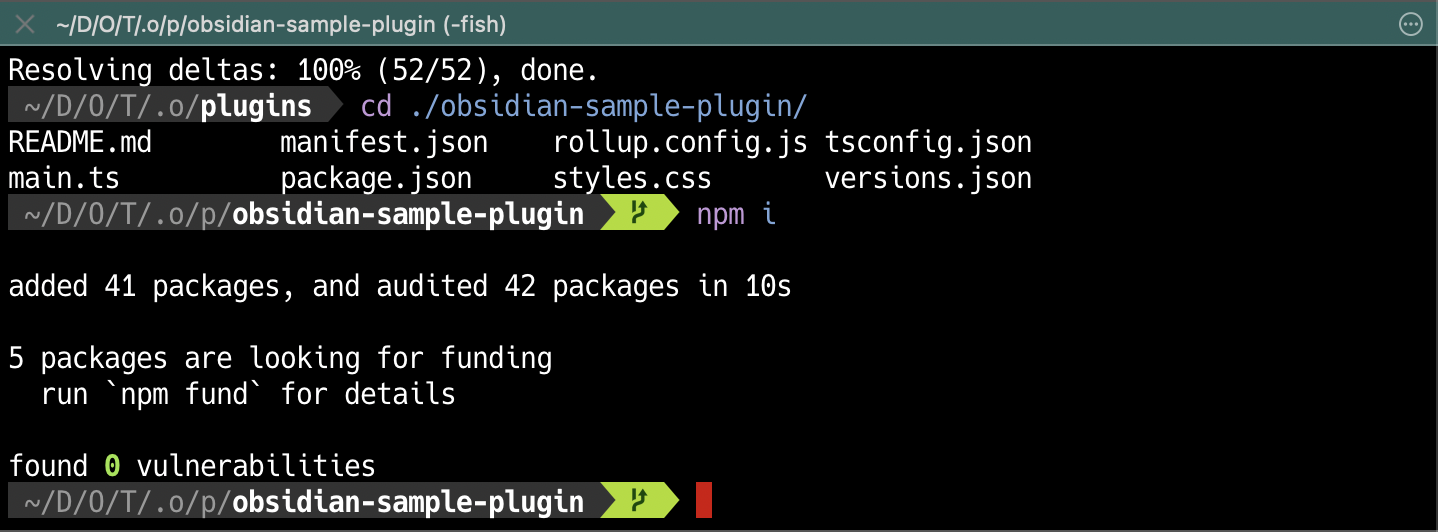 ~/D/O/T/.o/p/obsidian-sample-plugin (-fish)
Resolving deltas: 100% (52/52), done.
~/D/O/T/.o/plugins cd ./obsidian-sample-plugin/
README.md manifest.json rollup.config.js tsconfig.json
main.ts package.json styles.css versions.json
~/D/O/T/.o/p/obsidian-sample-plugin npm i
added 41 packages, and audited 42 packages in 10s
5 packages are looking for funding
run `npm fund` for details
found 0 vulnerabilities
~/D/O/T/.o/p/obsidian-sample-plugin